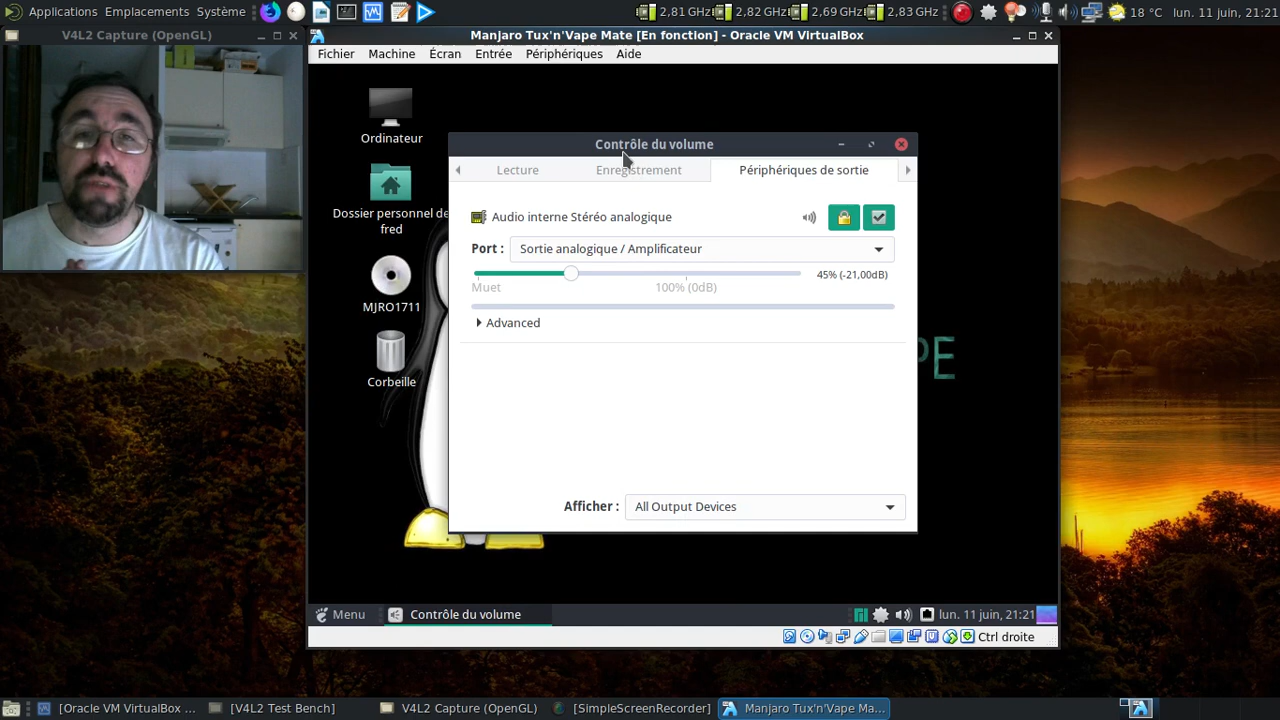 Applications Emplacements Système
2,81 GHz 2,82 GHz 2,69 GHz 2,83 GHz 18 °C lun. 11 juin, 21:21
V4L2 Capture (OpenGL)
Manjaro Tux'n'Vape Mate [En fonction] - Oracle VM VirtualBox
Fichier Machine Écran Entrée Périphériques Aide
Ordinateur
Dossier personnel de
fred
MJRO1711
Corbeille
Contrôle du volume
Lecture Enregistrement Périphériques de sortie
Audio interne Stéréo analogique
Port : Sortie analogique / Amplificateur
45% (-21,00dB)
Muet 100% (0dB)
Advanced
PE
Afficher : All Output Devices
Menu Contrôle du volume lun. 11 juin, 21:21
Ctrl droite
[Oracle VM VirtualBox ... [V4L2 Test Bench] V4L2 Capture (OpenGL) [SimpleScreenRecorder] Manjaro Tux'n'Vape Ma...